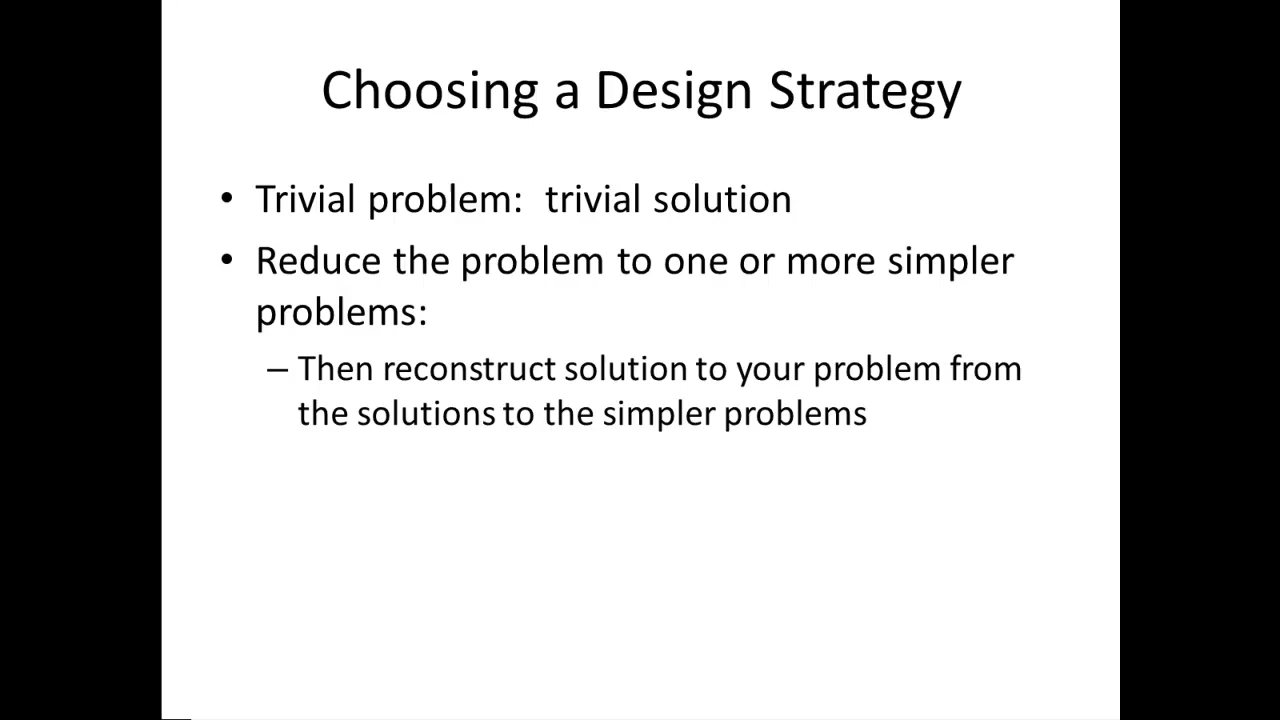 Choosing a Design Strategy
• Trivial problem:  trivial solution
• Reduce the problem to one or more simpler
problems:
– Then reconstruct solution to your problem from
the solutions to the simpler problems